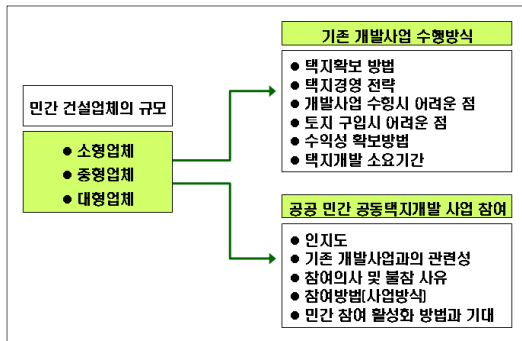 민간 건설업체의 규모
● 소형업체
● 중형업체
● 대형업체
기존 개발사업 수행방식
● 택지확보 방법
● 택지경영 전략
● 개발사업 수행시 어려운 점
● 토지 구입시 어려운 점
● 수익성 확보방법
● 택지개발 소요기간
공공 민간 공동택지개발 사업 참여
● 인지도
● 기존 개발사업과의 관련성
● 참여의사 및 불참 사유
● 참여방법(사업방식)
● 민간 참여 활성화 방법과 기대